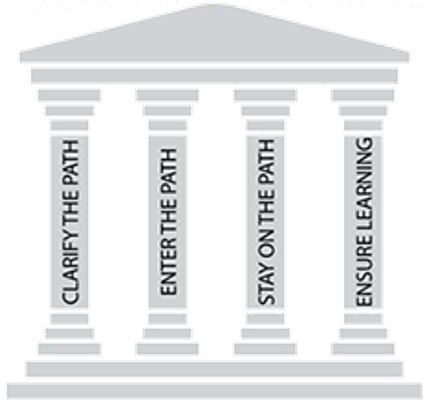 CLARIFY THE PATH
ENTER THE PATH
STAY ON THE PATH
ENSURE LEARNING